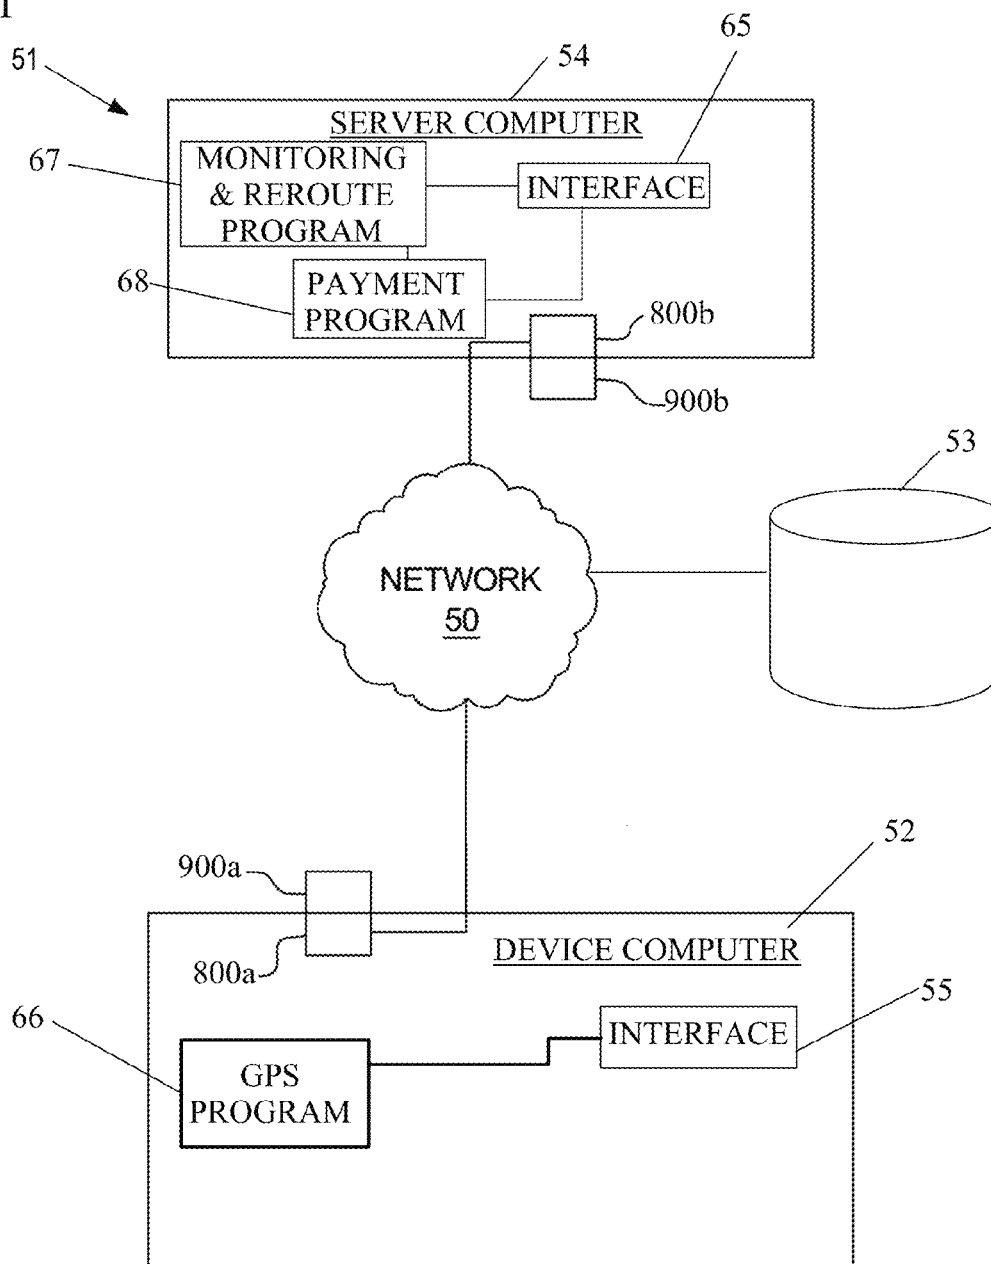 51
54
65
SERVER COMPUTER
67
MONITORING
& REROUTE
PROGRAM
INTERFACE
68
PAYMENT
PROGRAM
800b
900b
53
NETWORK
50
52
900a
800a
DEVICE COMPUTER
55
66
INTERFACE
GPS
PROGRAM